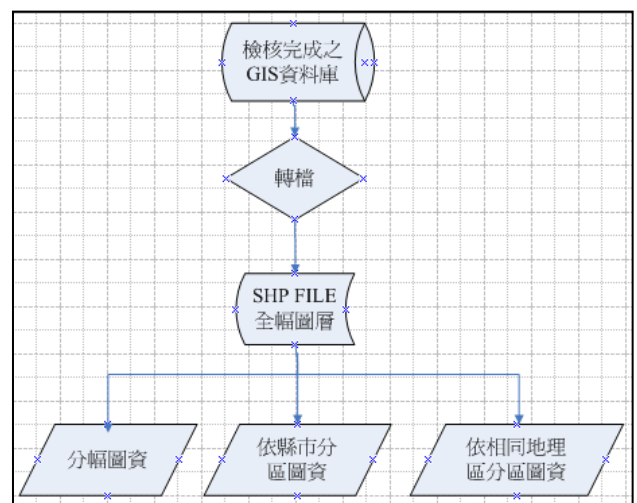 檢核完成之
GIS資料庫
轉檔
SHP FILE
全幅圖層
分幅圖資
依縣市分
區圖資
依相同地理
區分區圖資